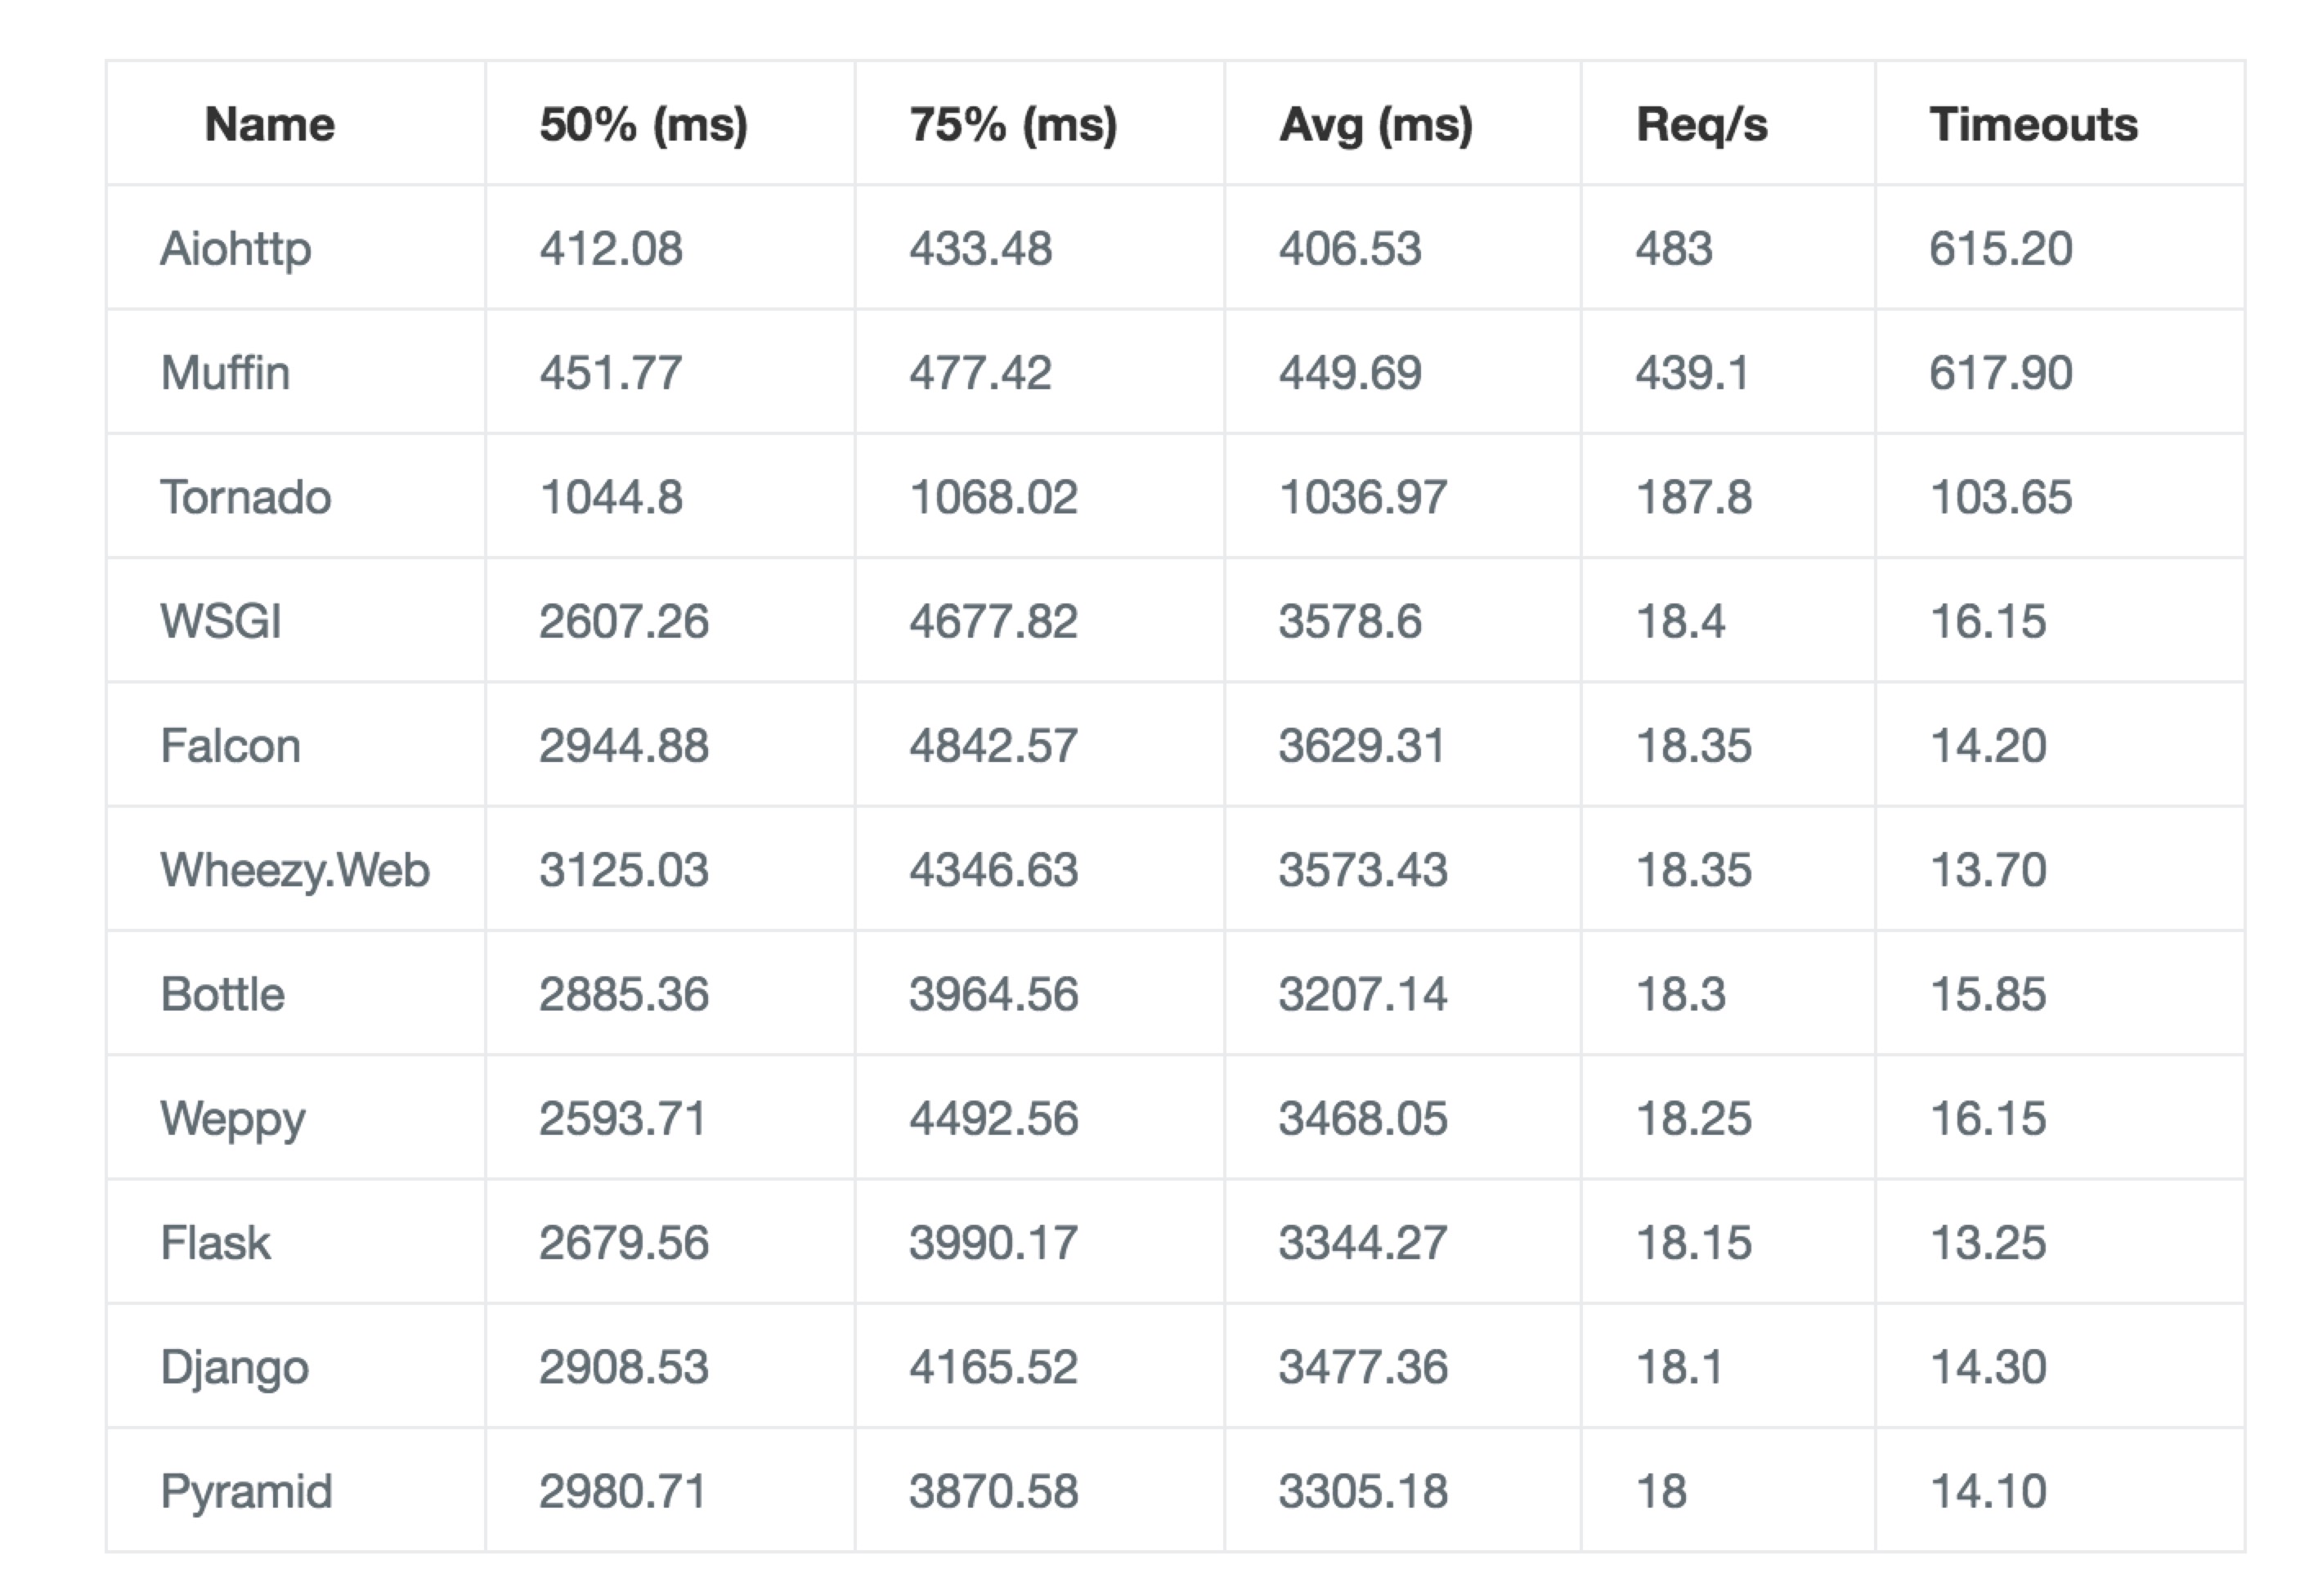 Name 50% (ms) 75% (ms) Avg (ms) Req/s Timeouts
Aiohttp 412.08 433.48 406.53 483 615.20
Muffin 451.77 477.42 449.69 439.1 617.90
Tornado 1044.8 1068.02 1036.97 187.8 103.65
WSGI 2607.26 4677.82 3578.6 18.4 16.15
Falcon 2944.88 4842.57 3629.31 18.35 14.20
Wheezy.Web 3125.03 4346.63 3573.43 18.35 13.70
Bottle 2885.36 3964.56 3207.14 18.3 15.85
Weppy 2593.71 4492.56 3468.05 18.25 16.15
Flask 2679.56 3990.17 3344.27 18.15 13.25
Django 2908.53 4165.52 3477.36 18.1 14.30
Pyramid 2980.71 3870.58 3305.18 18 14.10